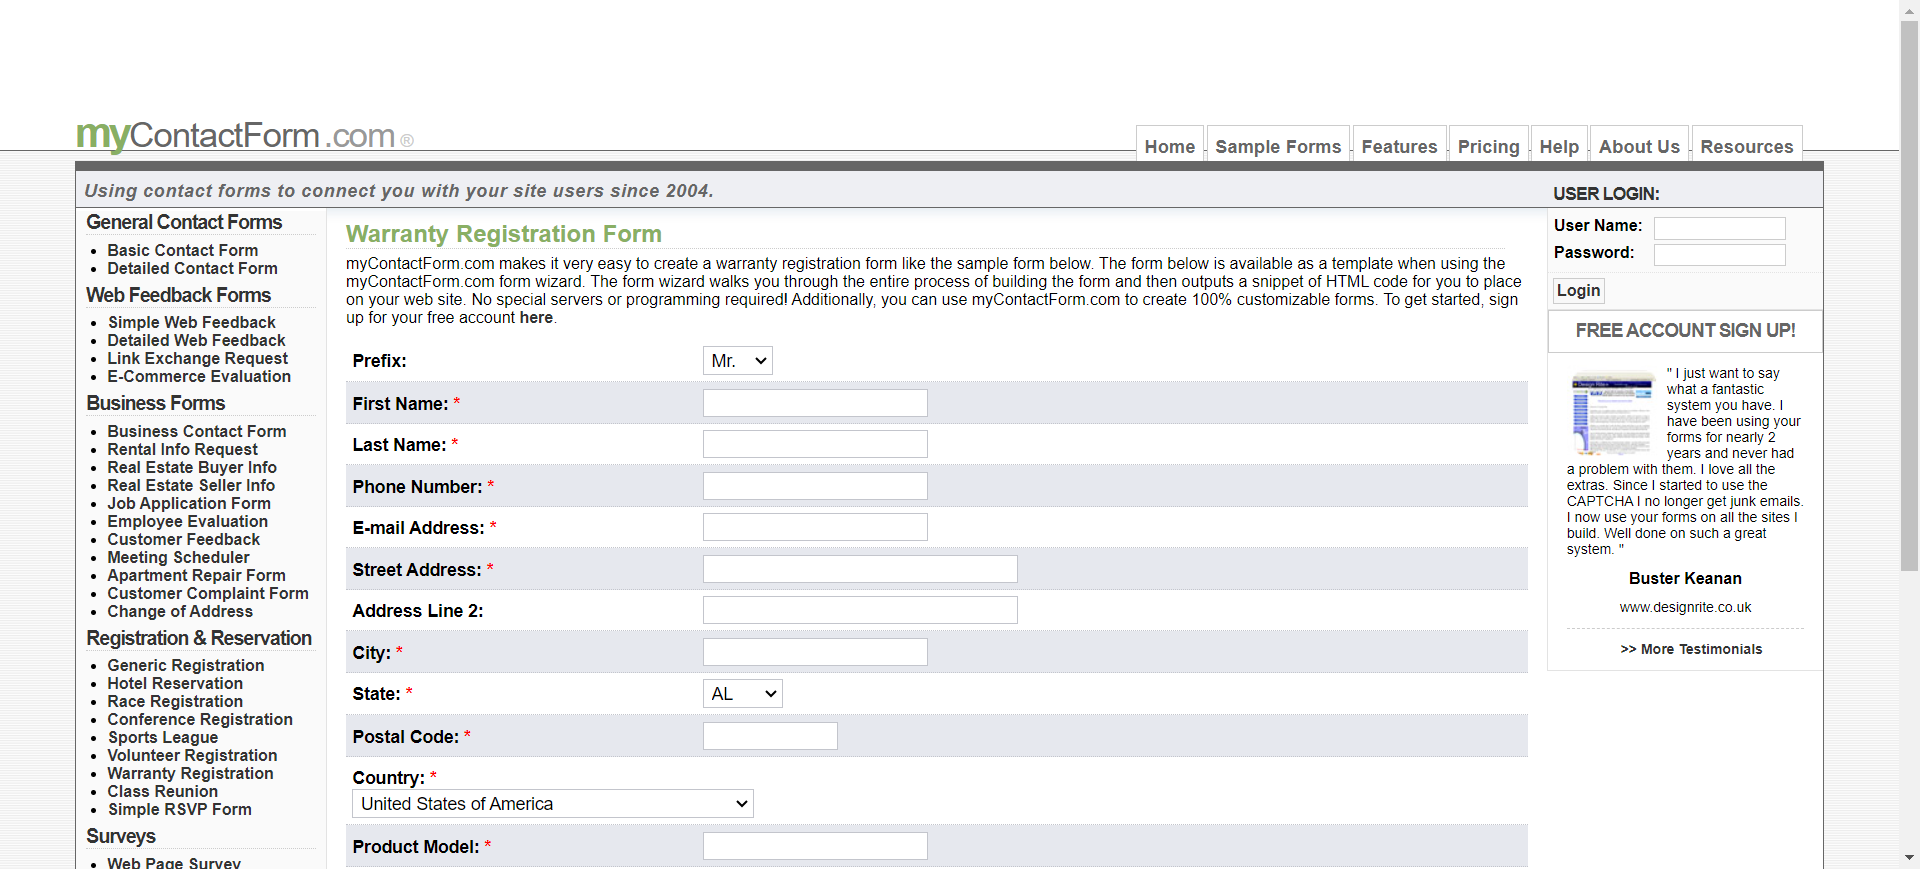 myContactForm.com®
Home
Sample Forms
Features
Pricing
Help
About Us
Resources
Using contact forms to connect you with your site users since 2004.
USER LOGIN:
General Contact Forms
Basic Contact Form
Detailed Contact Form
Web Feedback Forms
Simple Web Feedback
Detailed Web Feedback
Link Exchange Request
E-Commerce Evaluation
Business Forms
Business Contact Form
Rental Info Request
Real Estate Buyer Info
Real Estate Seller Info
Job Application Form
Employee Evaluation
Customer Feedback
Meeting Scheduler
Apartment Repair Form
Customer Complaint Form
Change of Address
Registration & Reservation
Generic Registration
Hotel Reservation
Race Registration
Conference Registration
Sports League
Volunteer Registration
Warranty Registration
Class Reunion
Simple RSVP Form
Surveys
Web Page Survey
Warranty Registration Form
myContactForm.com makes it very easy to create a warranty registration form like the sample form below. The form below is available as a template when using the
myContactForm.com form wizard. The form wizard walks you through the entire process of building the form and then outputs a snippet of HTML code for you to place
on your web site. No special servers or programming required! Additionally, you can use myContactForm.com to create 100% customizable forms. To get started, sign
up for your free account here.
Prefix: Mr.
First Name: *
Last Name: *
Phone Number: *
E-mail Address: *
Street Address: *
Address Line 2:
City: *
State: * AL
Postal Code: *
Country: *
United States of America
Product Model: *
User Name:
Password:
Login
FREE ACCOUNT SIGN UP!
" I just want to say
what a fantastic
system you have. I
have been using your
forms for nearly 2
years and never had
a problem with them. I love all the
extras. Since I started to use the
CAPTCHA I no longer get junk emails.
I now use your forms on all the sites I
build. Well done on such a great
system. "
Buster Keanan
www.designrite.co.uk
>> More Testimonials